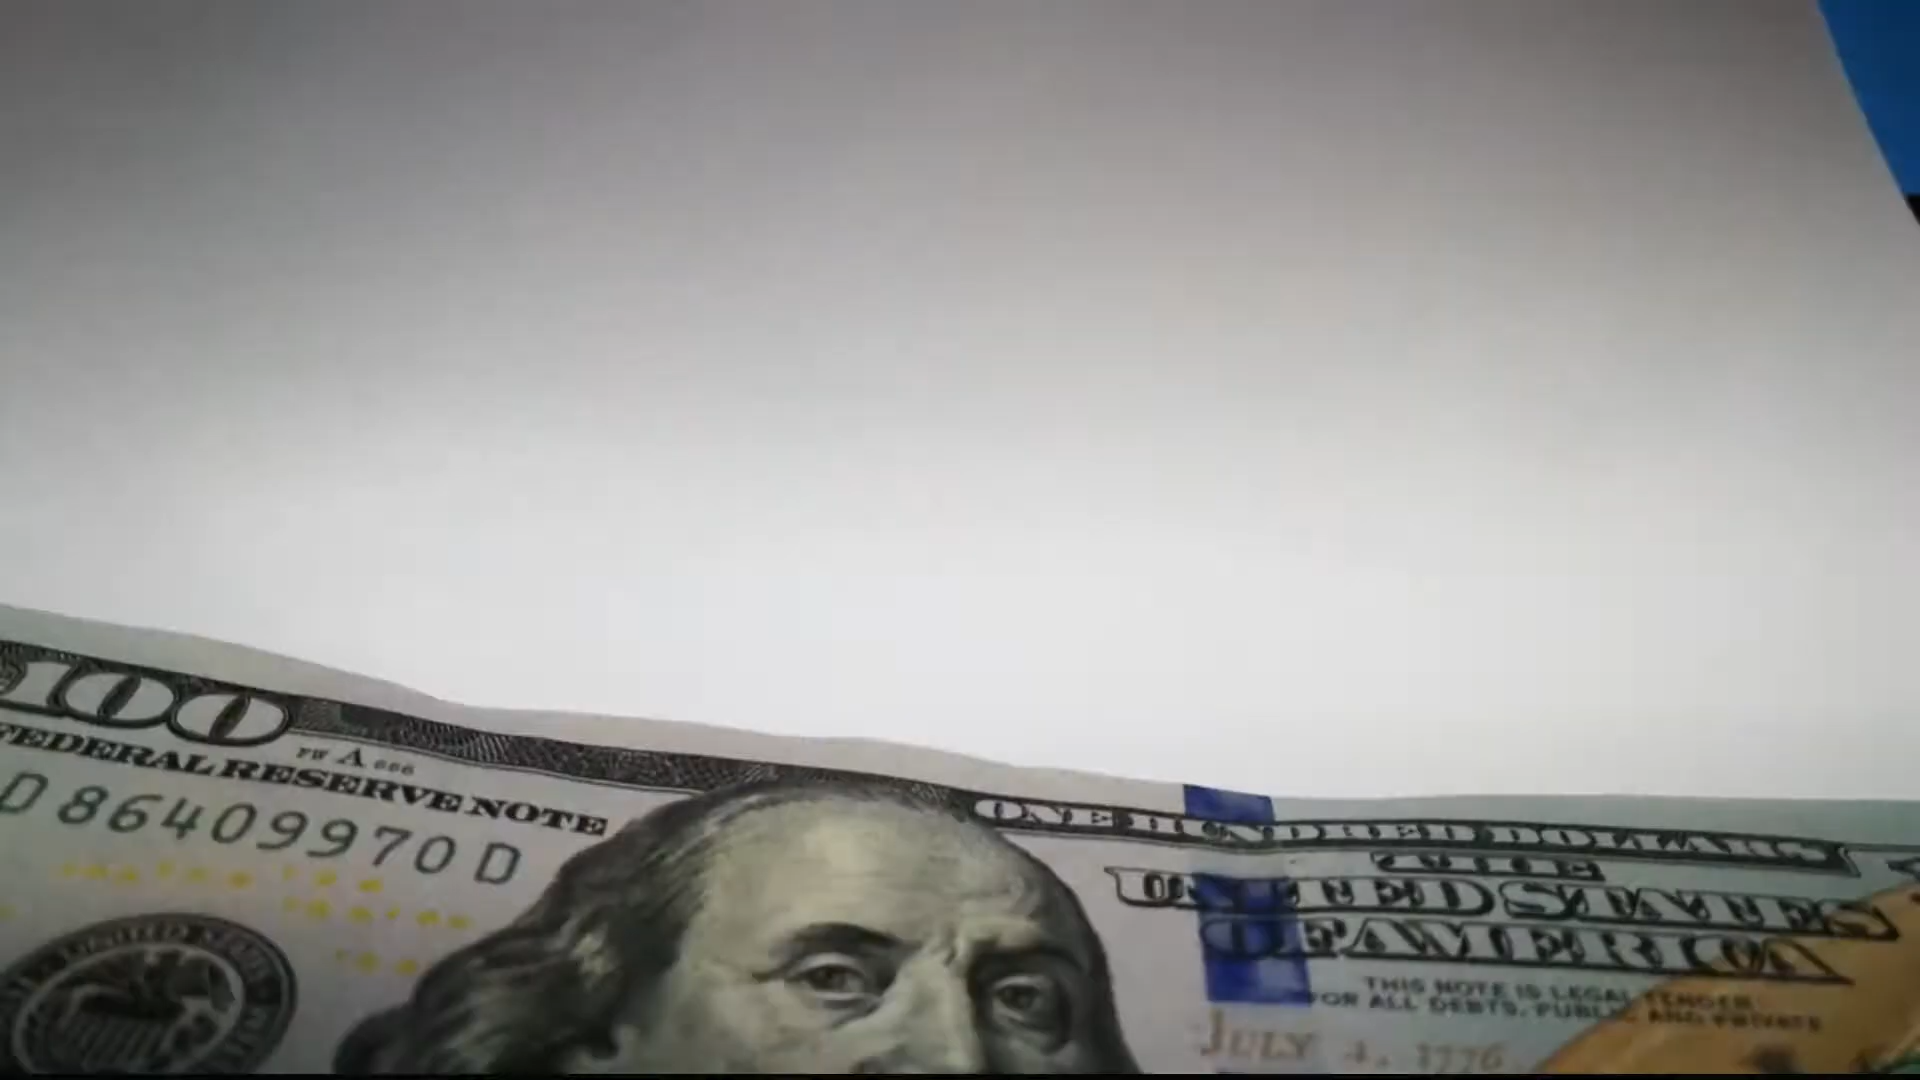 100
FW A 666
FEDERAL RESERVE NOTE
D 86409970 D
ONE HUNDRED DOLLARS
THE
UNITED STATES
OF AMERICA
THIS NOTE IS LEGAL TENDER
FOR ALL DEBTS, PUBLIC AND PRIVATE
JULY 4, 1776
UNITED